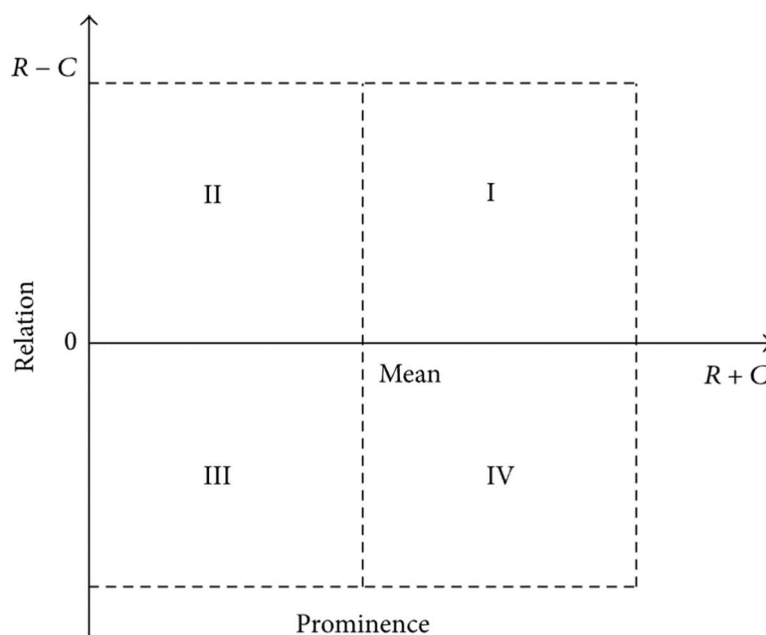 R − C
II
I
Relation
0
Mean
R + C
III
IV
Prominence